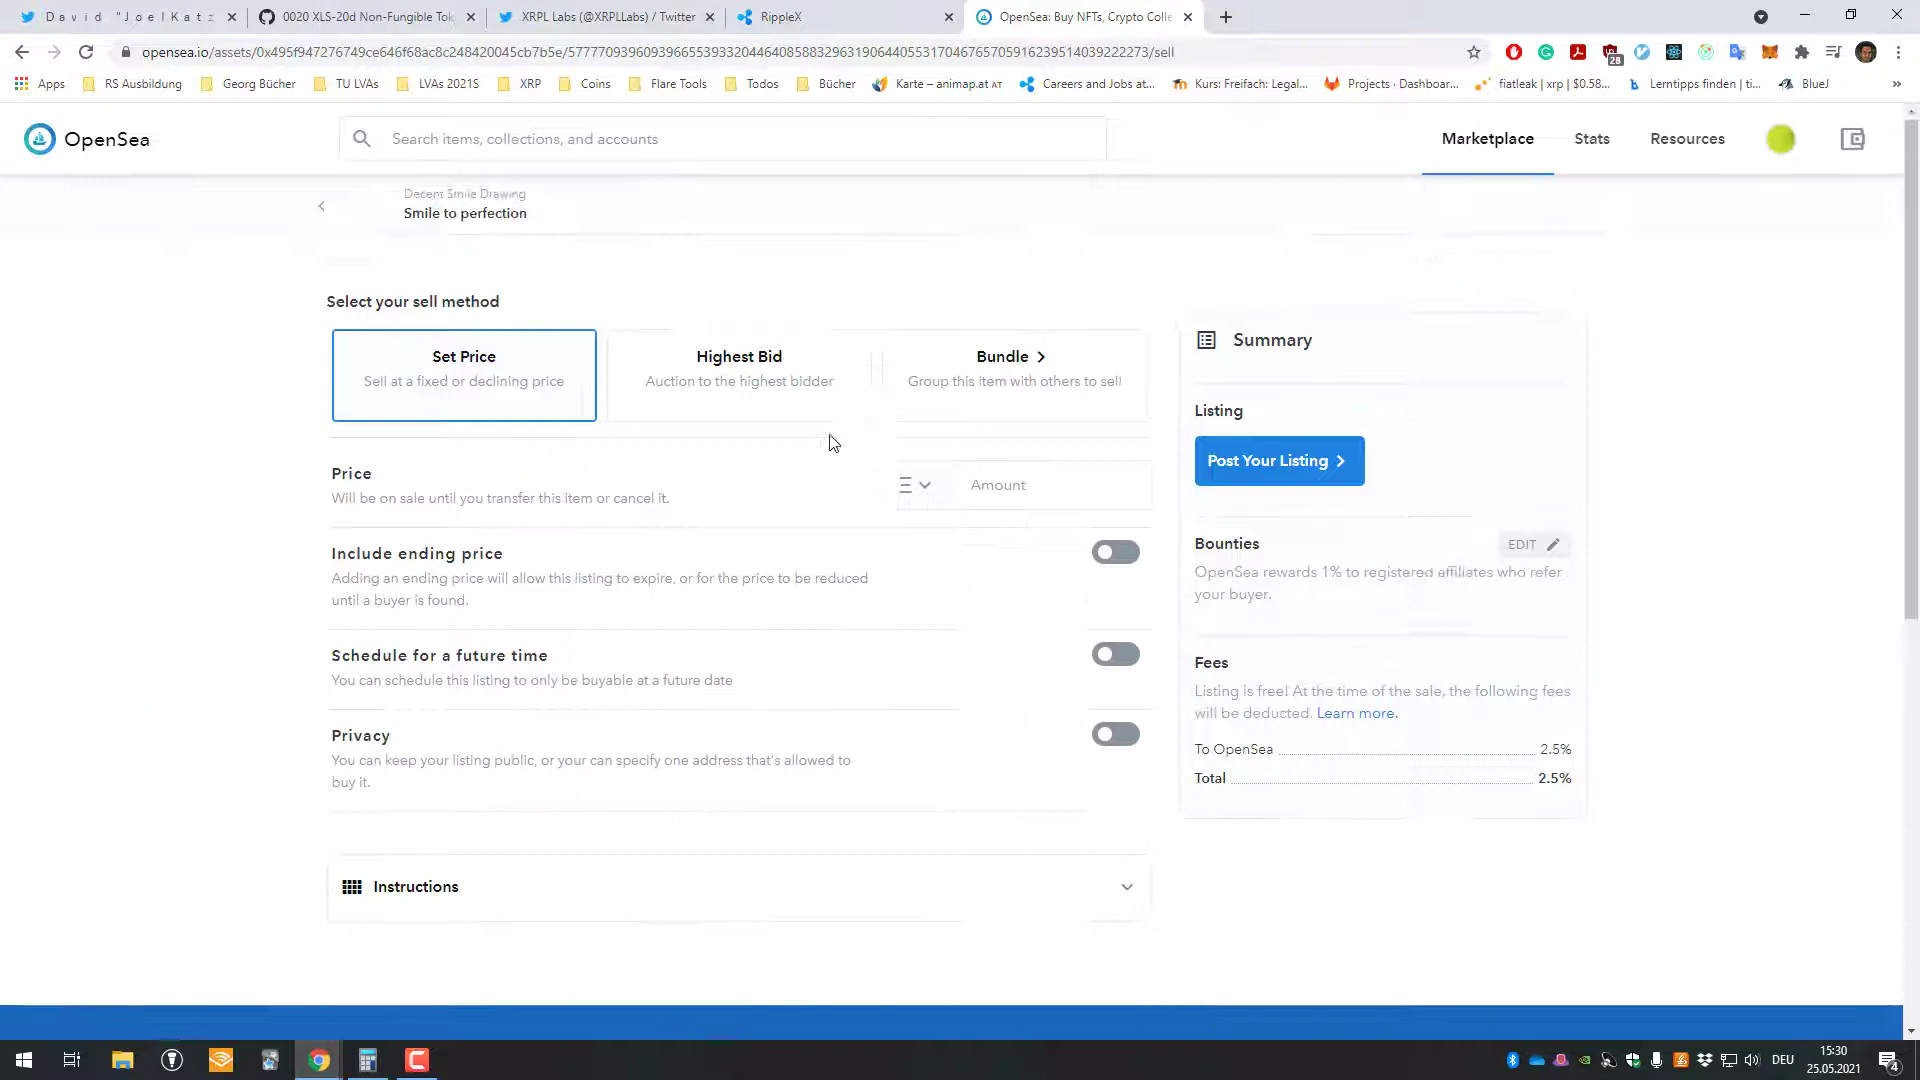 D a v i d " J o e l K a t z
0020 XLS-20d Non-Fungible Tok
XRPL Labs (@XRPLLabs) / Twitter
RippleX
OpenSea: Buy NFTs, Crypto Colle
opensea.io/assets/0x495f947276749ce646f68ac8c248420045cb7b5e/57777093960939665539332044640858832963190644055317046765705916239514039222273/sell
28
Apps
RS Ausbildung
Georg Bücher
TU LVAs
LVAs 2021S
XRP
Coins
Flare Tools
Todos
Bücher
Karte – animap.at AT
Careers and Jobs at...
Kurs: Freifach: Legal...
Projects · Dashboar...
fiatleak | xrp | $0.58...
Lerntipps finden | ti...
BlueJ
»
OpenSea
Search items, collections, and accounts
Marketplace
Stats
Resources
Decent Smile Drawing
Smile to perfection
Select your sell method
Set Price
Sell at a fixed or declining price
Highest Bid
Auction to the highest bidder
Bundle
Group this item with others to sell
Price
Will be on sale until you transfer this item or cancel it.
Amount
Include ending price
Adding an ending price will allow this listing to expire, or for the price to be reduced
until a buyer is found.
Schedule for a future time
You can schedule this listing to only be buyable at a future date
Privacy
You can keep your listing public, or your can specify one address that's allowed to
buy it.
Instructions
Summary
Listing
Post Your Listing
Bounties
EDIT
OpenSea rewards 1% to registered affiliates who refer
your buyer.
Fees
Listing is free! At the time of the sale, the following fees
will be deducted. Learn more.
To OpenSea 2.5%
Total 2.5%
DEU
15:30
25.05.2021
4